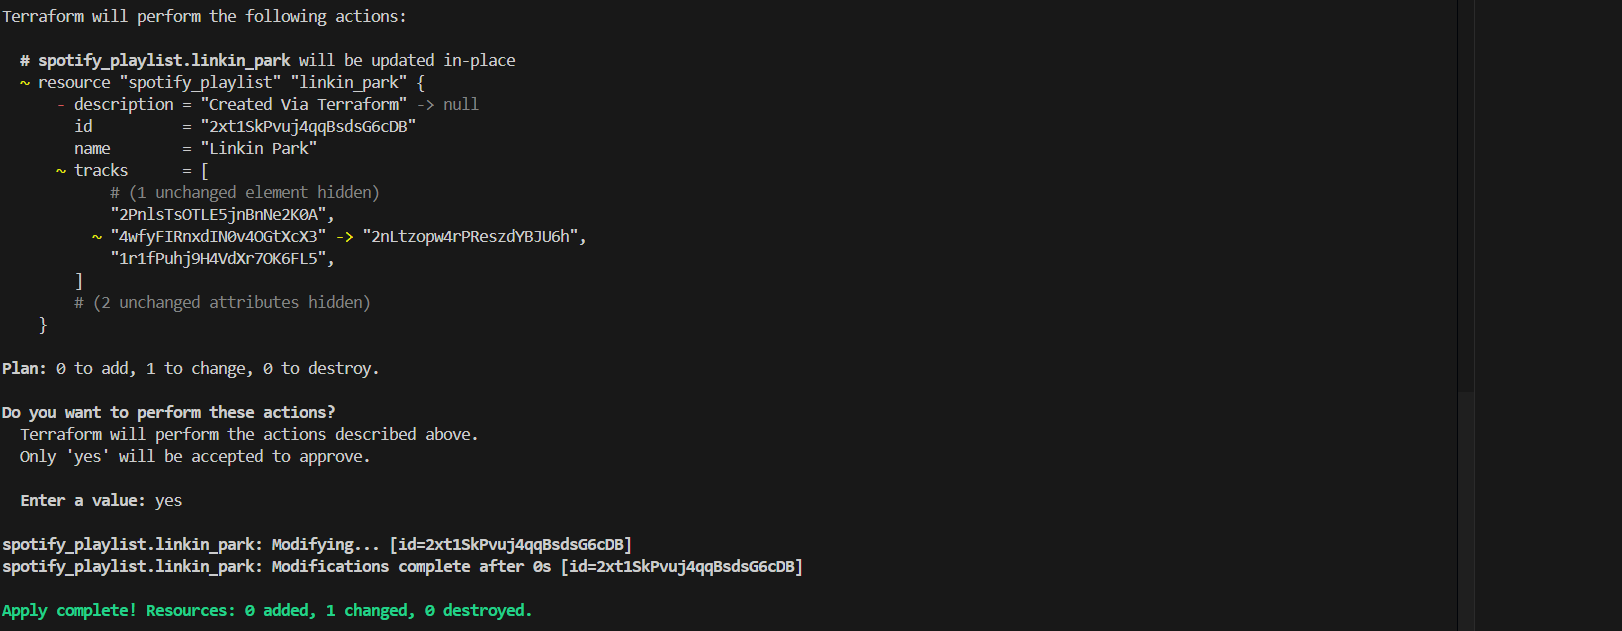 Terraform will perform the following actions:
# spotify_playlist.linkin_park will be updated in-place
~ resource "spotify_playlist" "linkin_park" {
- description = "Created Via Terraform" -> null
id = "2xt1SkPvuj4qqBsdsG6cDB"
name = "Linkin Park"
~ tracks = [
# (1 unchanged element hidden)
"2PnlsTsOTLE5jnBnNe2K0A",
~ "4wfyFIRnxdIN0v4OGtXcX3" -> "2nLtzopw4rPReszdYBJU6h",
"1r1fPuhj9H4VdXr7OK6FL5",
]
# (2 unchanged attributes hidden)
}
Plan: 0 to add, 1 to change, 0 to destroy.
Do you want to perform these actions?
Terraform will perform the actions described above.
Only 'yes' will be accepted to approve.
Enter a value: yes
spotify_playlist.linkin_park: Modifying... [id=2xt1SkPvuj4qqBsdsG6cDB]
spotify_playlist.linkin_park: Modifications complete after 0s [id=2xt1SkPvuj4qqBsdsG6cDB]
Apply complete! Resources: 0 added, 1 changed, 0 destroyed.